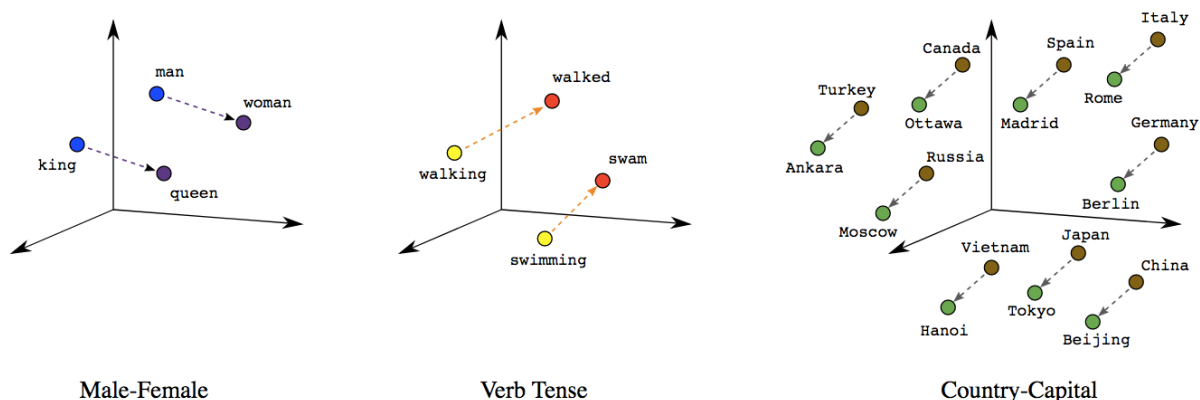 man
woman
king
queen
Male-Female
walked
walking
swam
swimming
Verb Tense
Italy
Canada
Spain
Rome
Turkey
Ottawa
Madrid
Germany
Ankara
Russia
Berlin
Moscow
Vietnam
Japan
China
Hanoi
Tokyo
Beijing
Country-Capital